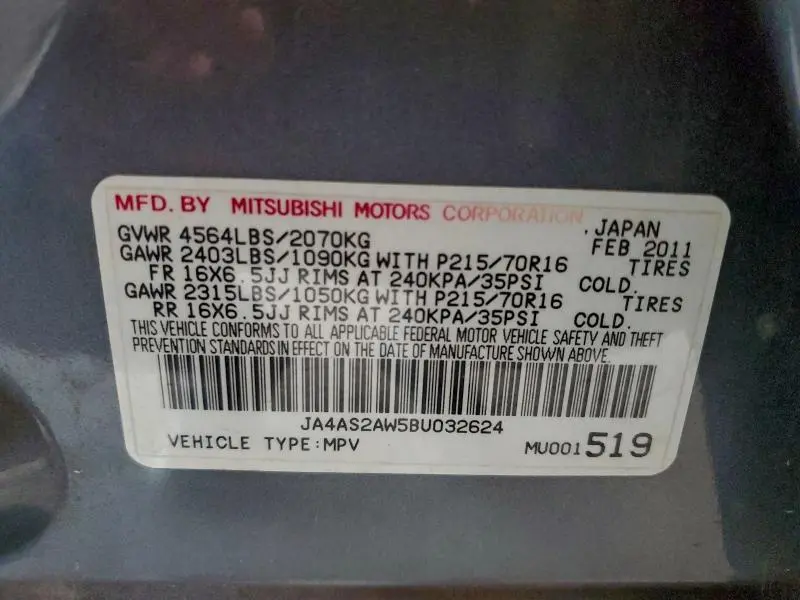 MFD. BY MITSUBISHI MOTORS CORPORATION, JAPAN
GVWR 4564LBS/2070KG FEB 2011
GAWR 2403LBS/1090KG WITH P215/70R16 TIRES
FR 16X6.5JJ RIMS AT 240KPA/35PSI COLD.
GAWR 2315LBS/1050KG WITH P215/70R16 TIRES
RR 16X6.5JJ RIMS AT 240KPA/35PSI COLD.
THIS VEHICLE CONFORMS TO ALL APPLICABLE FEDERAL MOTOR VEHICLE SAFETY AND THEFT
PREVENTION STANDARDS IN EFFECT ON THE DATE OF MANUFACTURE SHOWN ABOVE.
JA4AS2AW5BU032624
VEHICLE TYPE:MPV MU001519